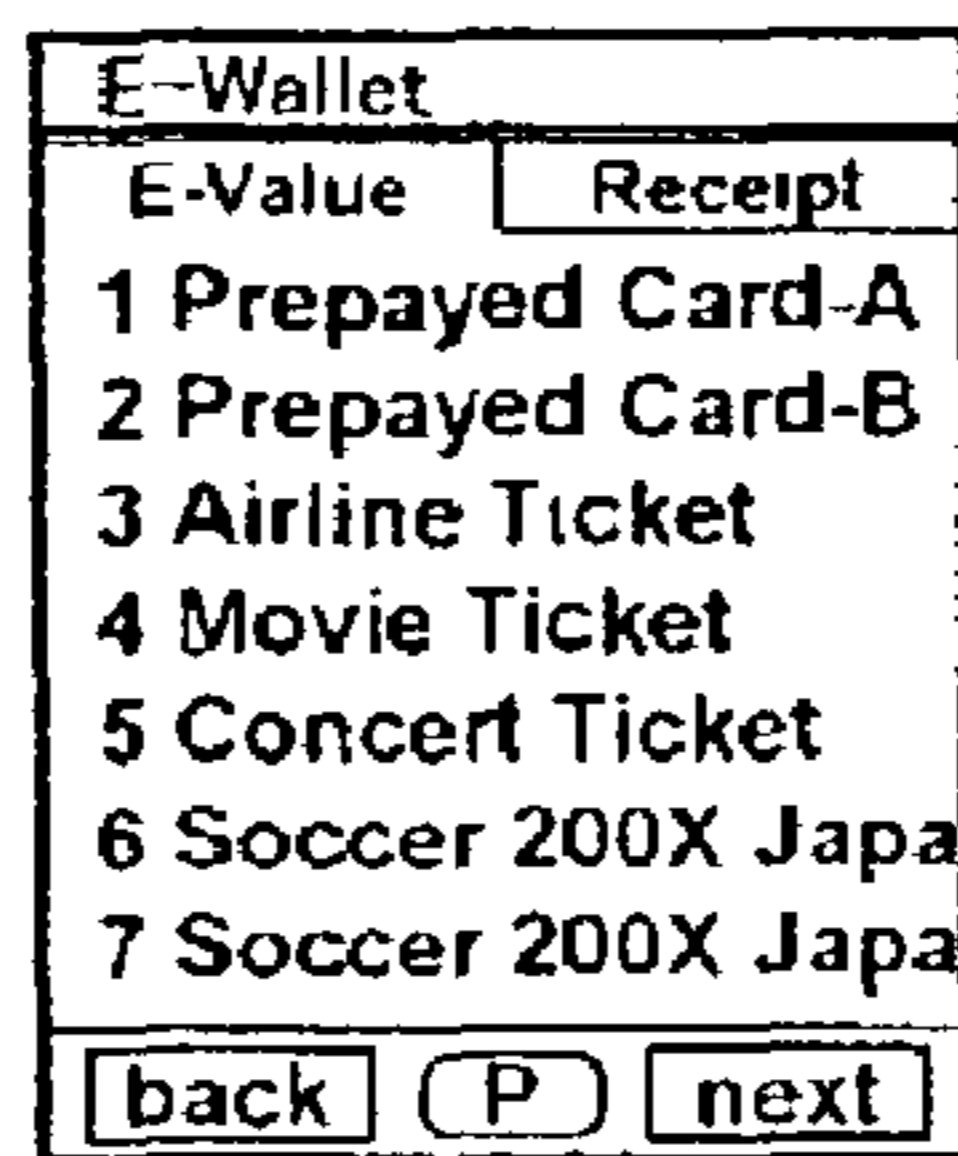 E-Wallet
E-Value Receipt
1 Prepayed Card-A
2 Prepayed Card-B
3 Airline Ticket
4 Movie Ticket
5 Concert Ticket
6 Soccer 200X Japa
7 Soccer 200X Japa
back P next